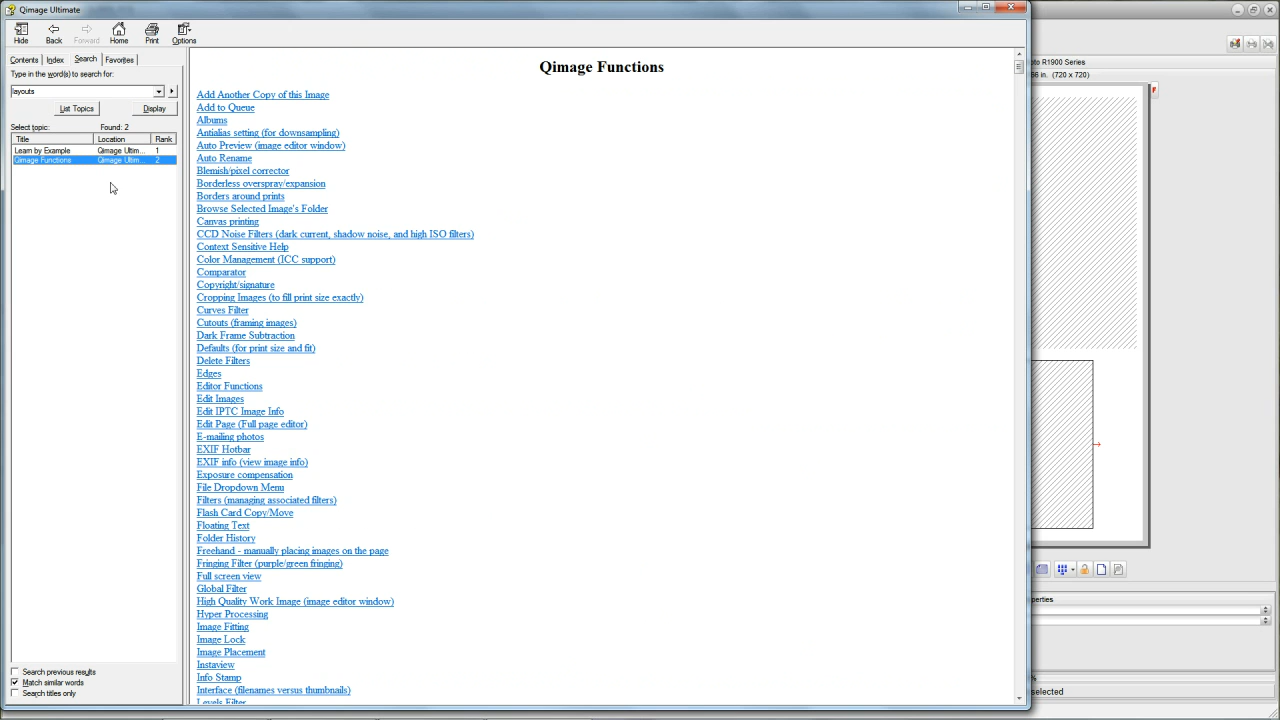 Qimage Ultimate
Hide Back Forward Home Print Options
Contents Index Search Favorites
Type in the word(s) to search for:
layouts
List Topics Display
Select topic: Found: 2
Title Location Rank
Learn by Example Qimage Ultim... 1
Qimage Functions Qimage Ultim... 2
Search previous results
Match similar words
Search titles only
Qimage Functions
Add Another Copy of this Image
Add to Queue
Albums
Antialias setting (for downsampling)
Auto Preview (image editor window)
Auto Rename
Blemish/pixel corrector
Borderless overspray/expansion
Borders around prints
Browse Selected Image's Folder
Canvas printing
CCD Noise Filters (dark current, shadow noise, and high ISO filters)
Context Sensitive Help
Color Management (ICC support)
Comparator
Copyright/signature
Cropping Images (to fill print size exactly)
Curves Filter
Cutouts (framing images)
Dark Frame Subtraction
Defaults (for print size and fit)
Delete Filters
Edges
Editor Functions
Edit Images
Edit IPTC Image Info
Edit Page (Full page editor)
E-mailing photos
EXIF Hotbar
EXIF info (view image info)
Exposure compensation
File Dropdown Menu
Filters (managing associated filters)
Flash Card Copy/Move
Floating Text
Folder History
Freehand - manually placing images on the page
Fringing Filter (purple/green fringing)
Full screen view
Global Filter
High Quality Work Image (image editor window)
Hyper Processing
Image Fitting
Image Lock
Image Placement
Instaview
Info Stamp
Interface (filenames versus thumbnails)
Levels Filter
oto R1900 Series
66 in. (720 x 720)
F
operties
%
selected